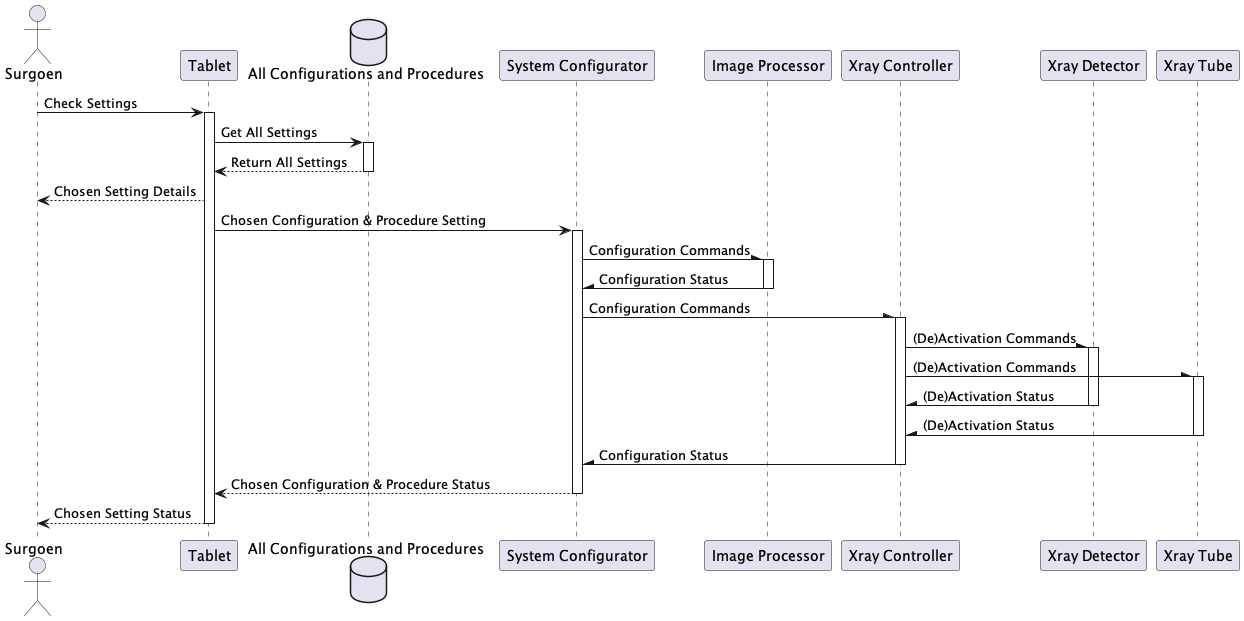 Surgoen
Tablet
All Configurations and Procedures
System Configurator
Image Processor
Xray Controller
Xray Detector
Xray Tube
Check Settings
Get All Settings
Return All Settings
Chosen Setting Details
Chosen Configuration & Procedure Setting
Configuration Commands
Configuration Status
Configuration Commands
(De)Activation Commands
(De)Activation Commands
(De)Activation Status
(De)Activation Status
Configuration Status
Chosen Configuration & Procedure Status
Chosen Setting Status
Surgoen
Tablet
All Configurations and Procedures
System Configurator
Image Processor
Xray Controller
Xray Detector
Xray Tube